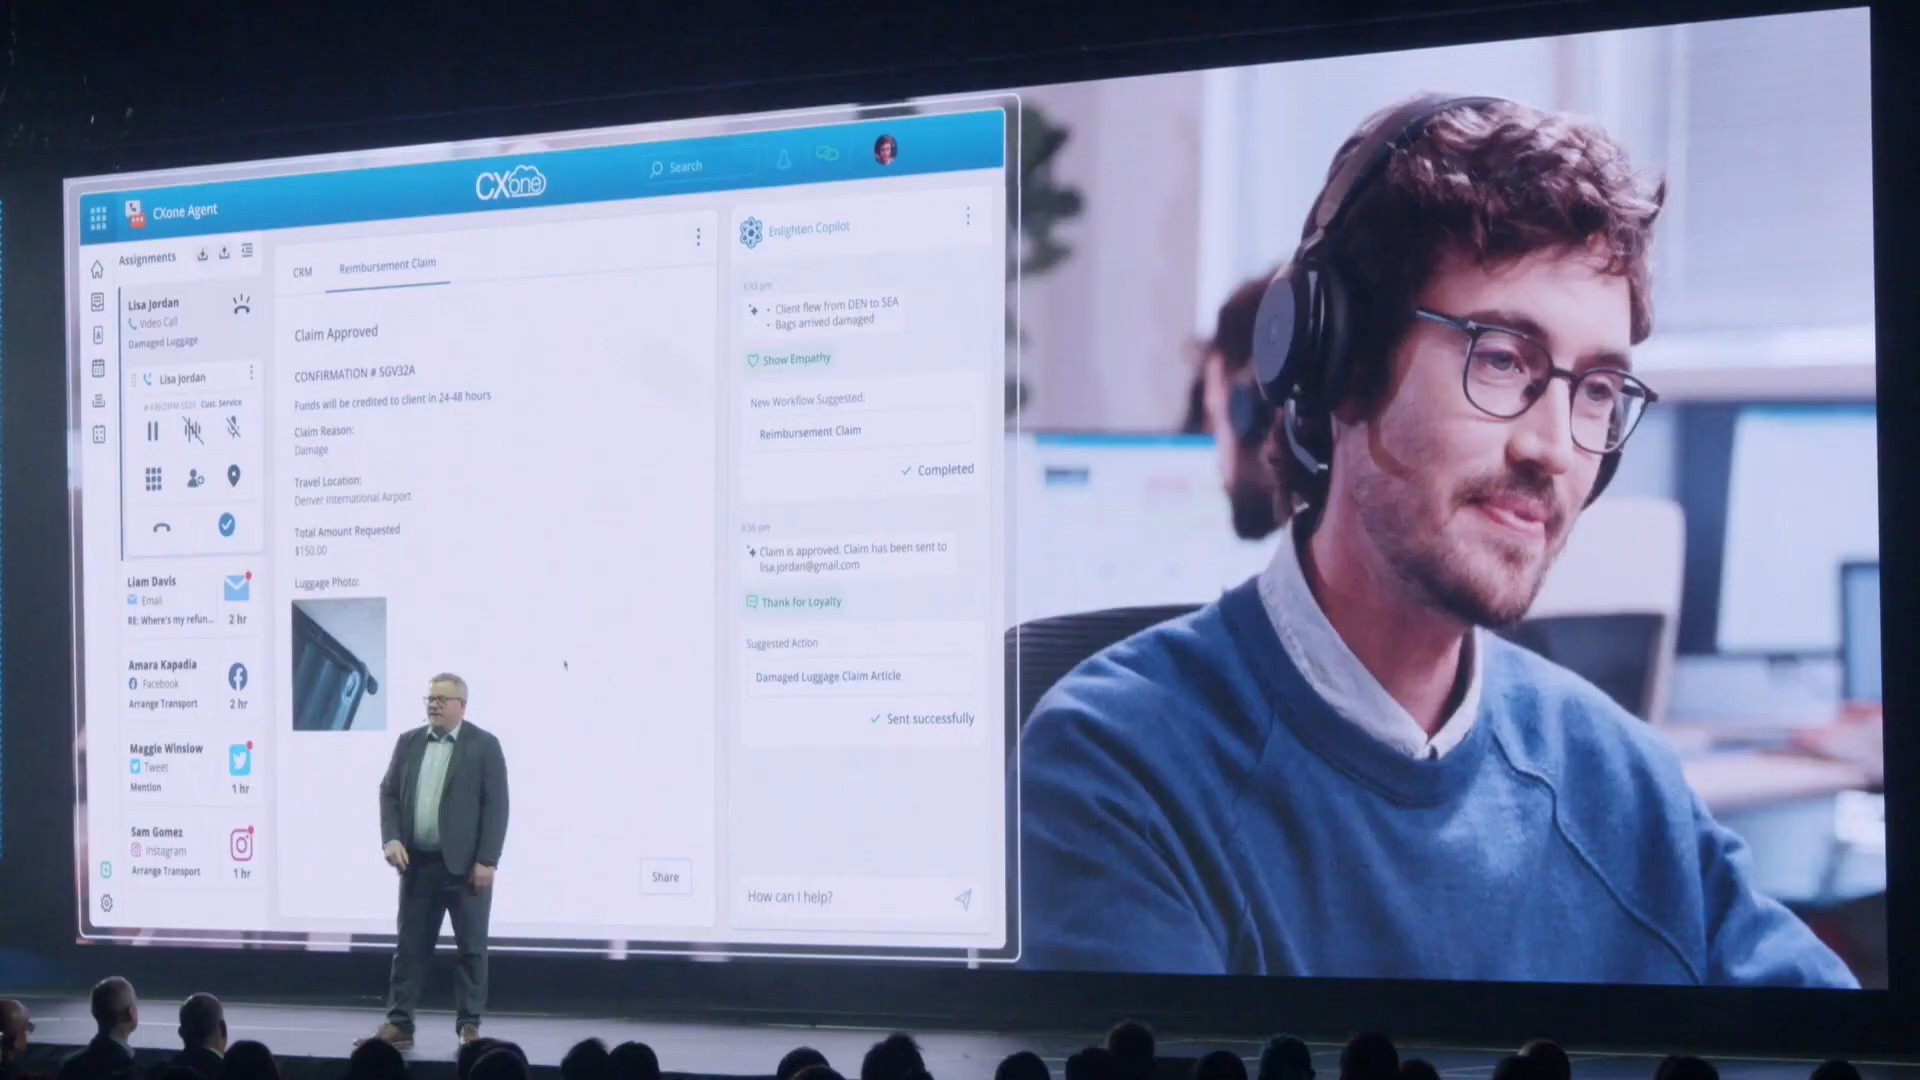 CXone Agent
CXone
Search
Assignments
Lisa Jordan
Video Call
Damaged Luggage
Lisa Jordan
Cust. Service
Liam Davis
Email
RE: Where's my refun...
2 hr
Amara Kapadia
Facebook
Arrange Transport
2 hr
Maggie Winslow
Tweet
Mention
1 hr
Sam Gomez
Instagram
Arrange Transport
1 hr
CRM
Reimbursement Claim
Claim Approved
CONFIRMATION # 5GV32A
Funds will be credited to client in 24-48 hours
Claim Reason:
Damage
Travel Location:
Denver International Airport
Total Amount Requested
$150.00
Luggage Photo:
Share
Enlighten Copilot
3:33 pm
• Client flew from DEN to SEA
• Bags arrived damaged
Show Empathy
New Workflow Suggested:
Reimbursement Claim
Completed
pm
Claim is approved. Claim has been sent to
lisa.jordan@gmail.com
Thank for Loyalty
Suggested Action
Damaged Luggage Claim Article
Sent successfully
How can I help?